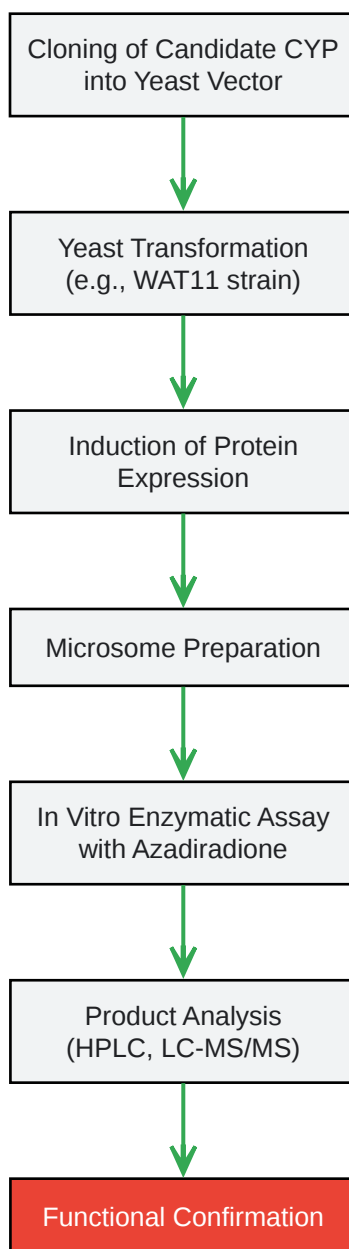 Cloning of Candidate CYP
into Yeast Vector
Yeast Transformation
(e.g., WAT11 strain)
Induction of Protein
Expression
Microsome Preparation
In Vitro Enzymatic Assay
with Azadiradione
Product Analysis
(HPLC, LC-MS/MS)
Functional Confirmation